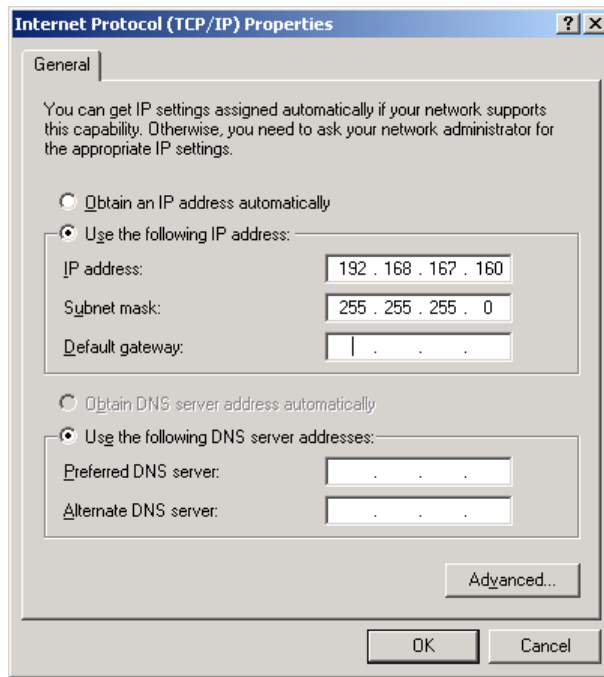 Internet Protocol (TCP/IP) Properties
General
You can get IP settings assigned automatically if your network supports
this capability. Otherwise, you need to ask your network administrator for
the appropriate IP settings.
Obtain an IP address automatically
Use the following IP address:
IP address: 192 . 168 . 167 . 160
Subnet mask: 255 . 255 . 255 . 0
Default gateway: . . .
Obtain DNS server address automatically
Use the following DNS server addresses:
Preferred DNS server: . . .
Alternate DNS server: . . .
Advanced...
OK Cancel